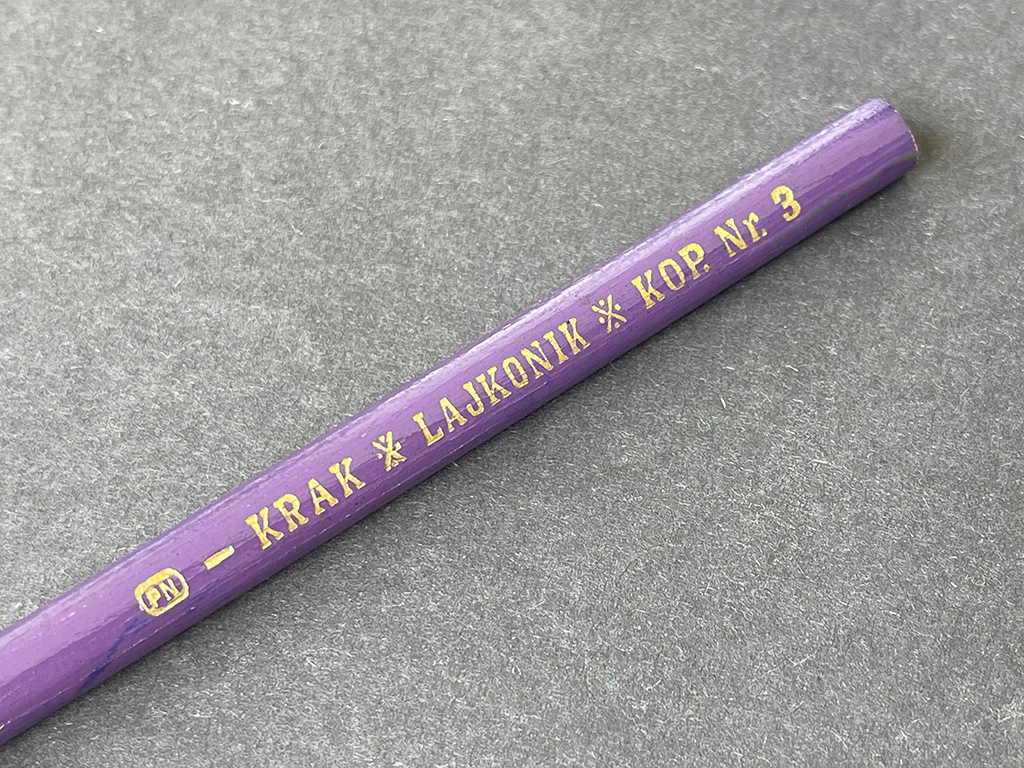 PN - KRAK ※ LAJKONIK ※ KOP. Nr. 3